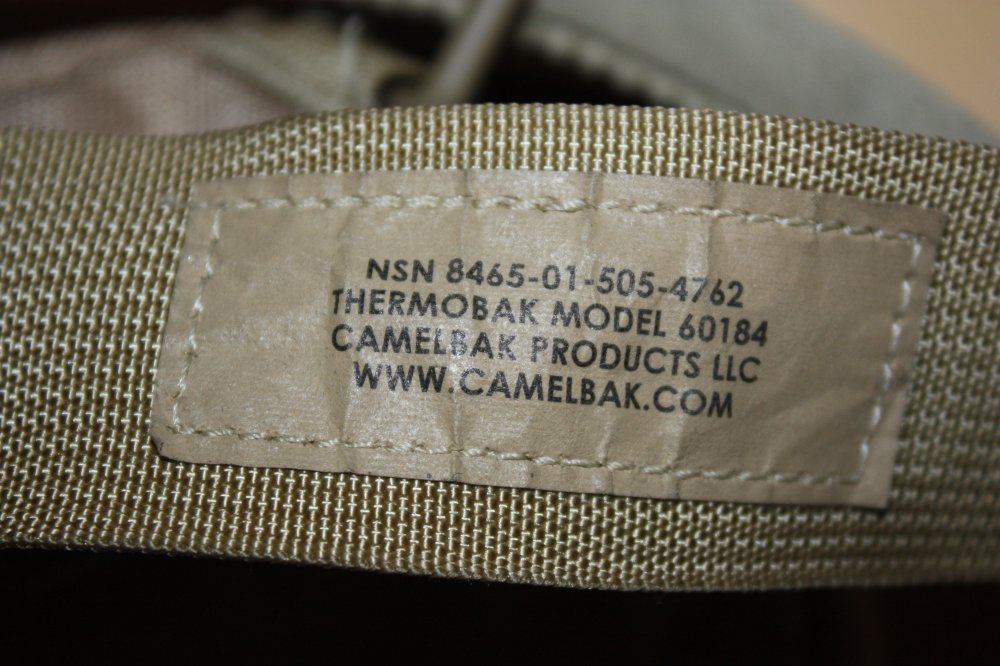 NSN 8465-01-505-4762
THERMOBAK MODEL 60184
CAMELBAK PRODUCTS LLC
WWW.CAMELBAK.COM